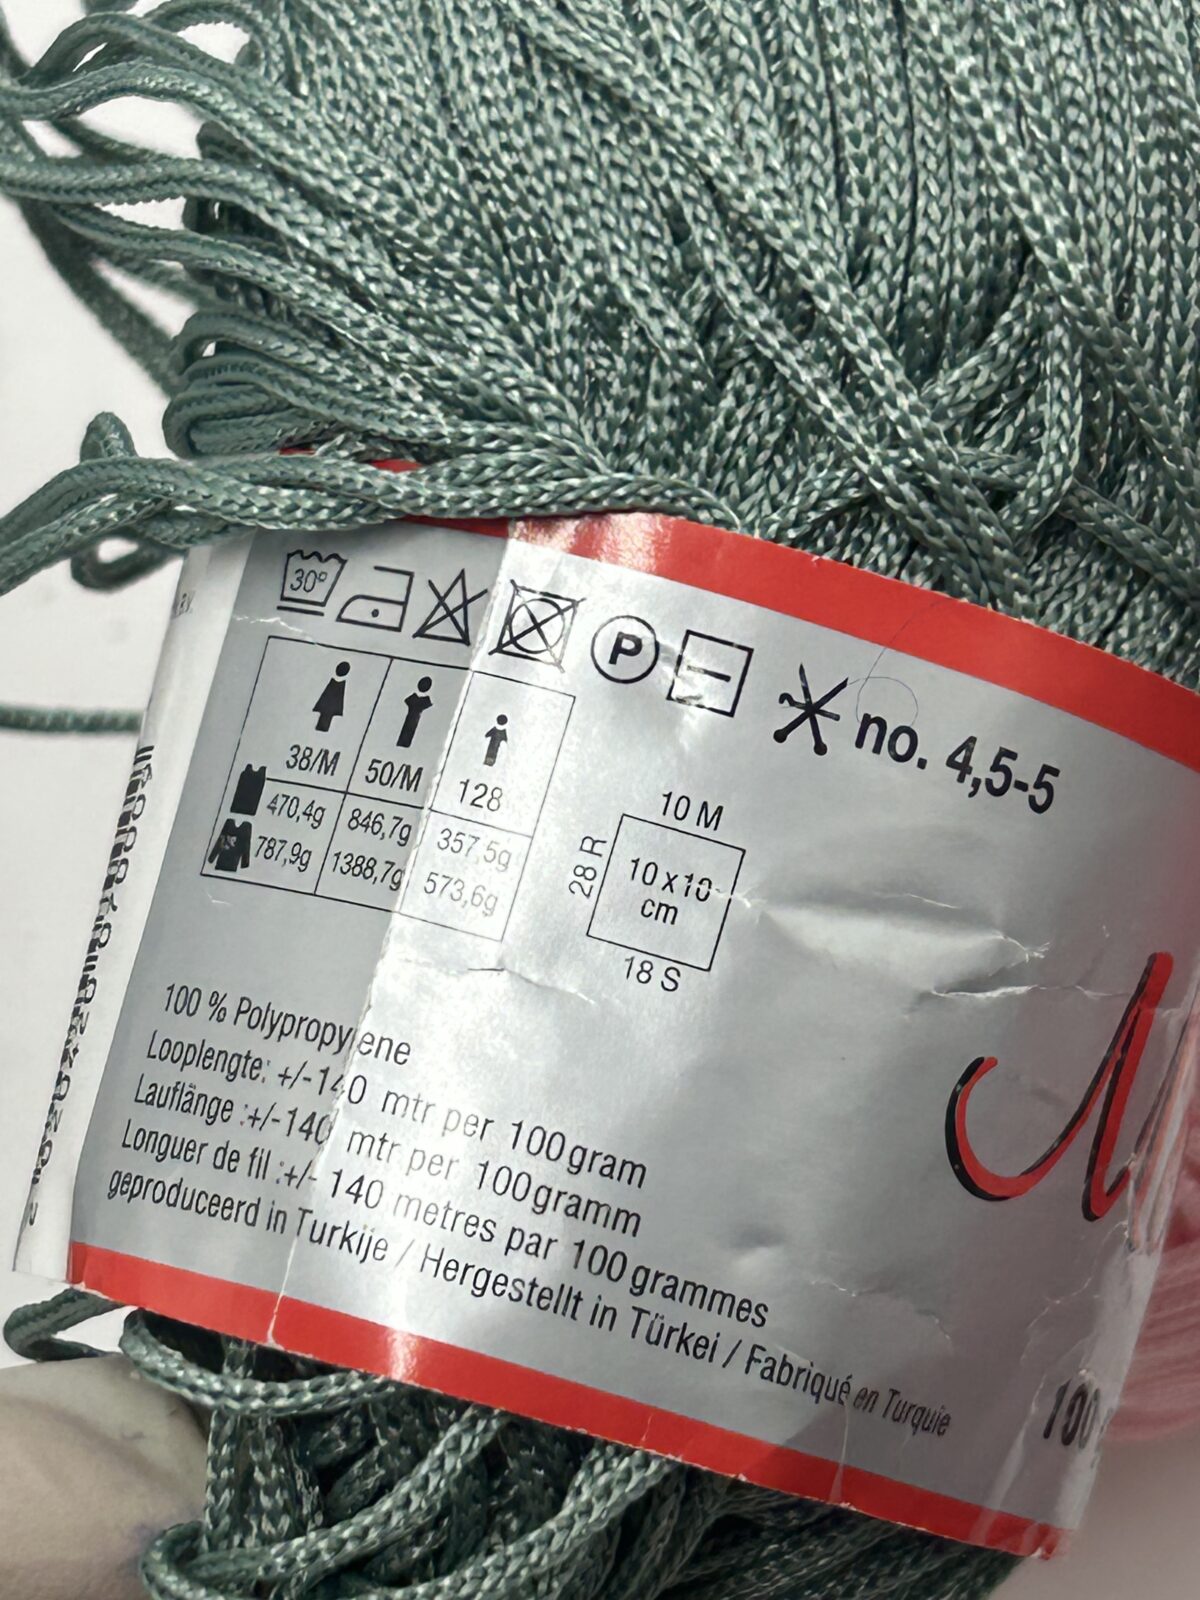 30°
P
no. 4,5-5
38/M 50/M 128
470,4g 846,7g 357,5g
787,9g 1388,7g 573,6g
10 M
28 R
10 x 10
cm
18 S
100 % Polypropylene
Looplengte: +/-140 mtr per 100gram
Lauflänge :+/-140 mtr per 100gramm
Longuer de fil :+/- 140 metres par 100grammes
geproduceerd in Turkije / Hergestellt in Türkei / Fabriqué en Turquie
M
100